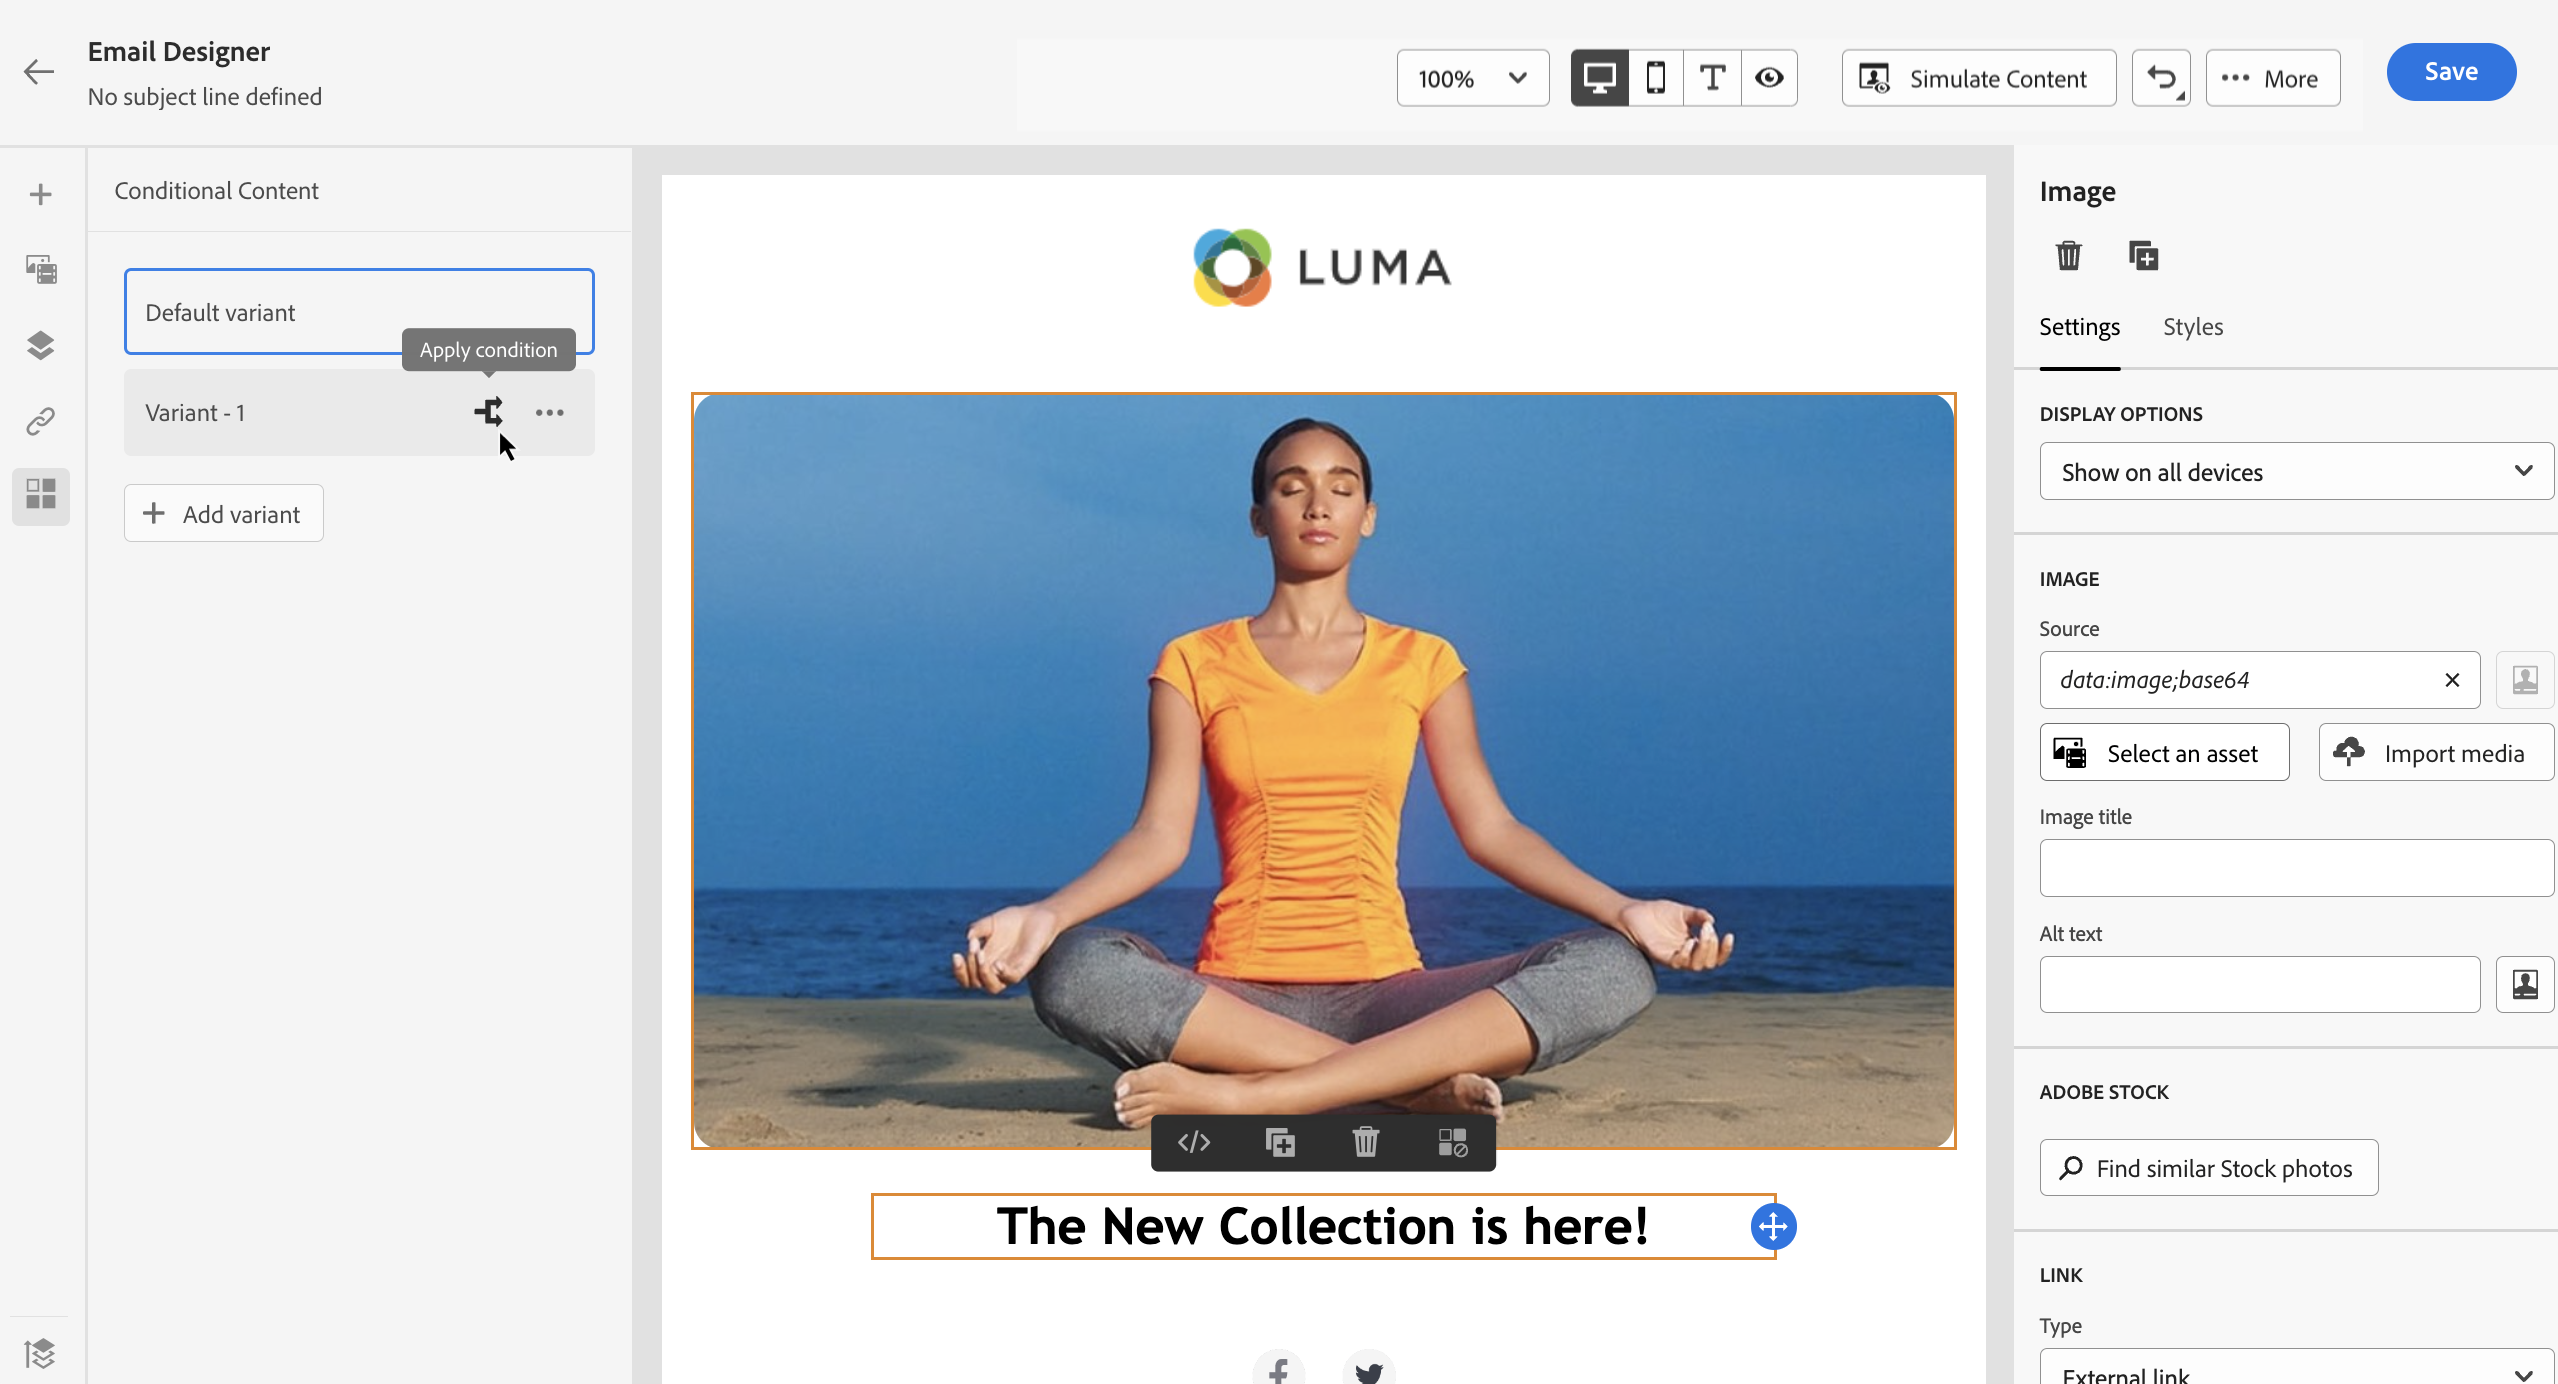 Email Designer
No subject line defined
100%
Simulate Content
More
Save
Conditional Content
Default variant
Apply condition
Variant - 1
Add variant
LUMA
The New Collection is here!
Image
Settings Styles
DISPLAY OPTIONS
Show on all devices
IMAGE
Source
data:image;base64
Select an asset
Import media
Image title
Alt text
ADOBE STOCK
Find similar Stock photos
LINK
Type
External link